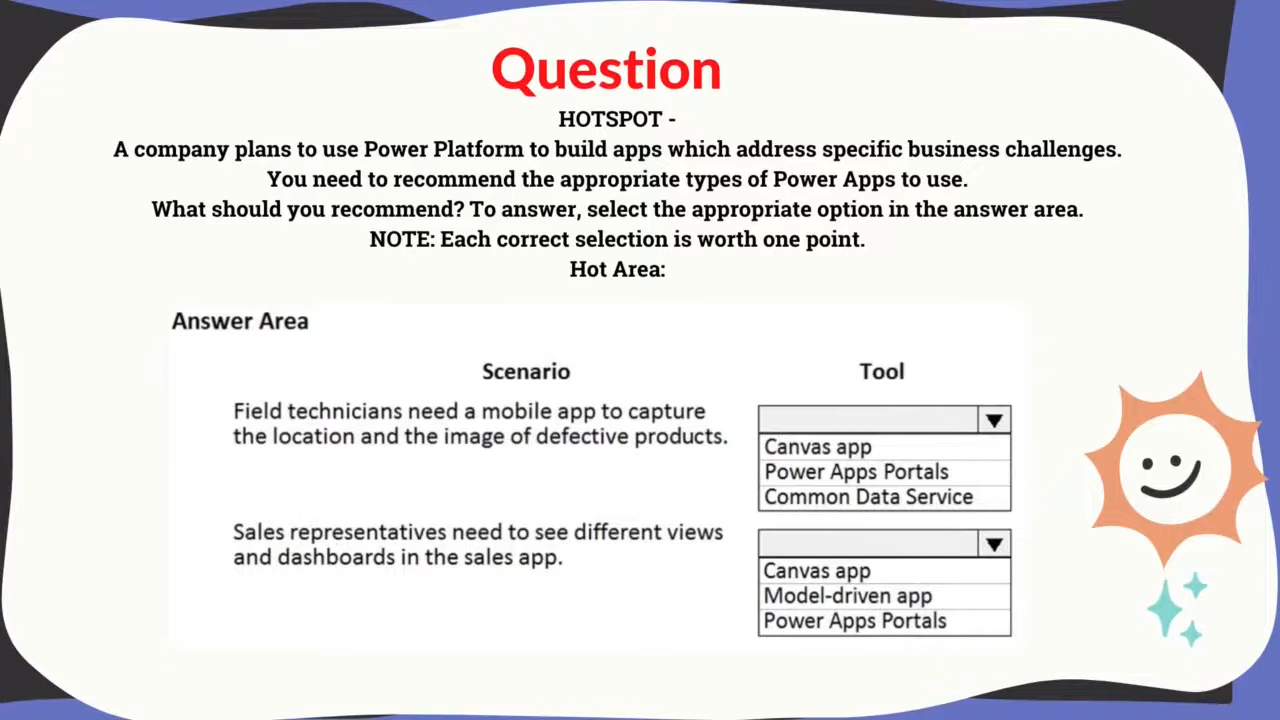 Question
HOTSPOT -
A company plans to use Power Platform to build apps which address specific business challenges.
You need to recommend the appropriate types of Power Apps to use.
What should you recommend? To answer, select the appropriate option in the answer area.
NOTE: Each correct selection is worth one point.
Hot Area:
Answer Area
Scenario
Tool
Field technicians need a mobile app to capture
the location and the image of defective products.
Canvas app
Power Apps Portals
Common Data Service
Sales representatives need to see different views
and dashboards in the sales app.
Canvas app
Model-driven app
Power Apps Portals